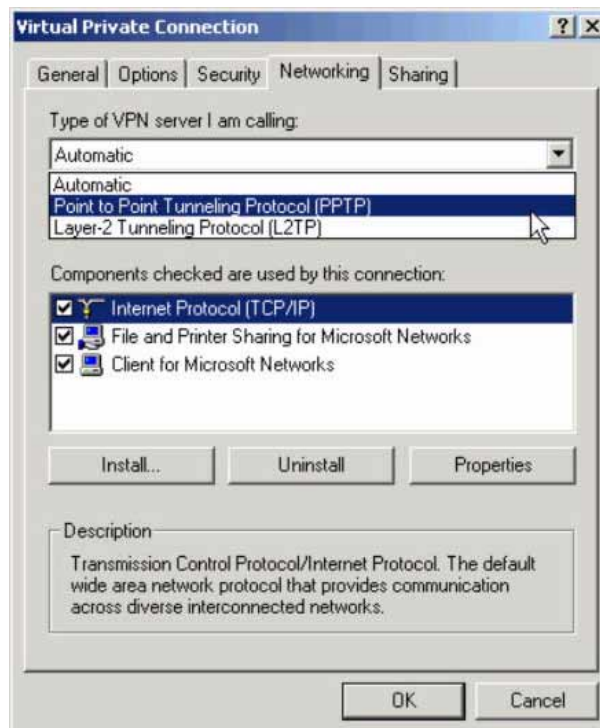 Virtual Private Connection
General Options Security Networking Sharing
Type of VPN server I am calling:
Automatic
Automatic
Point to Point Tunneling Protocol (PPTP)
Layer-2 Tunneling Protocol (L2TP)
Components checked are used by this connection:
Internet Protocol (TCP/IP)
File and Printer Sharing for Microsoft Networks
Client for Microsoft Networks
Install... Uninstall Properties
Description
Transmission Control Protocol/Internet Protocol. The default
wide area network protocol that provides communication
across diverse interconnected networks.
OK Cancel